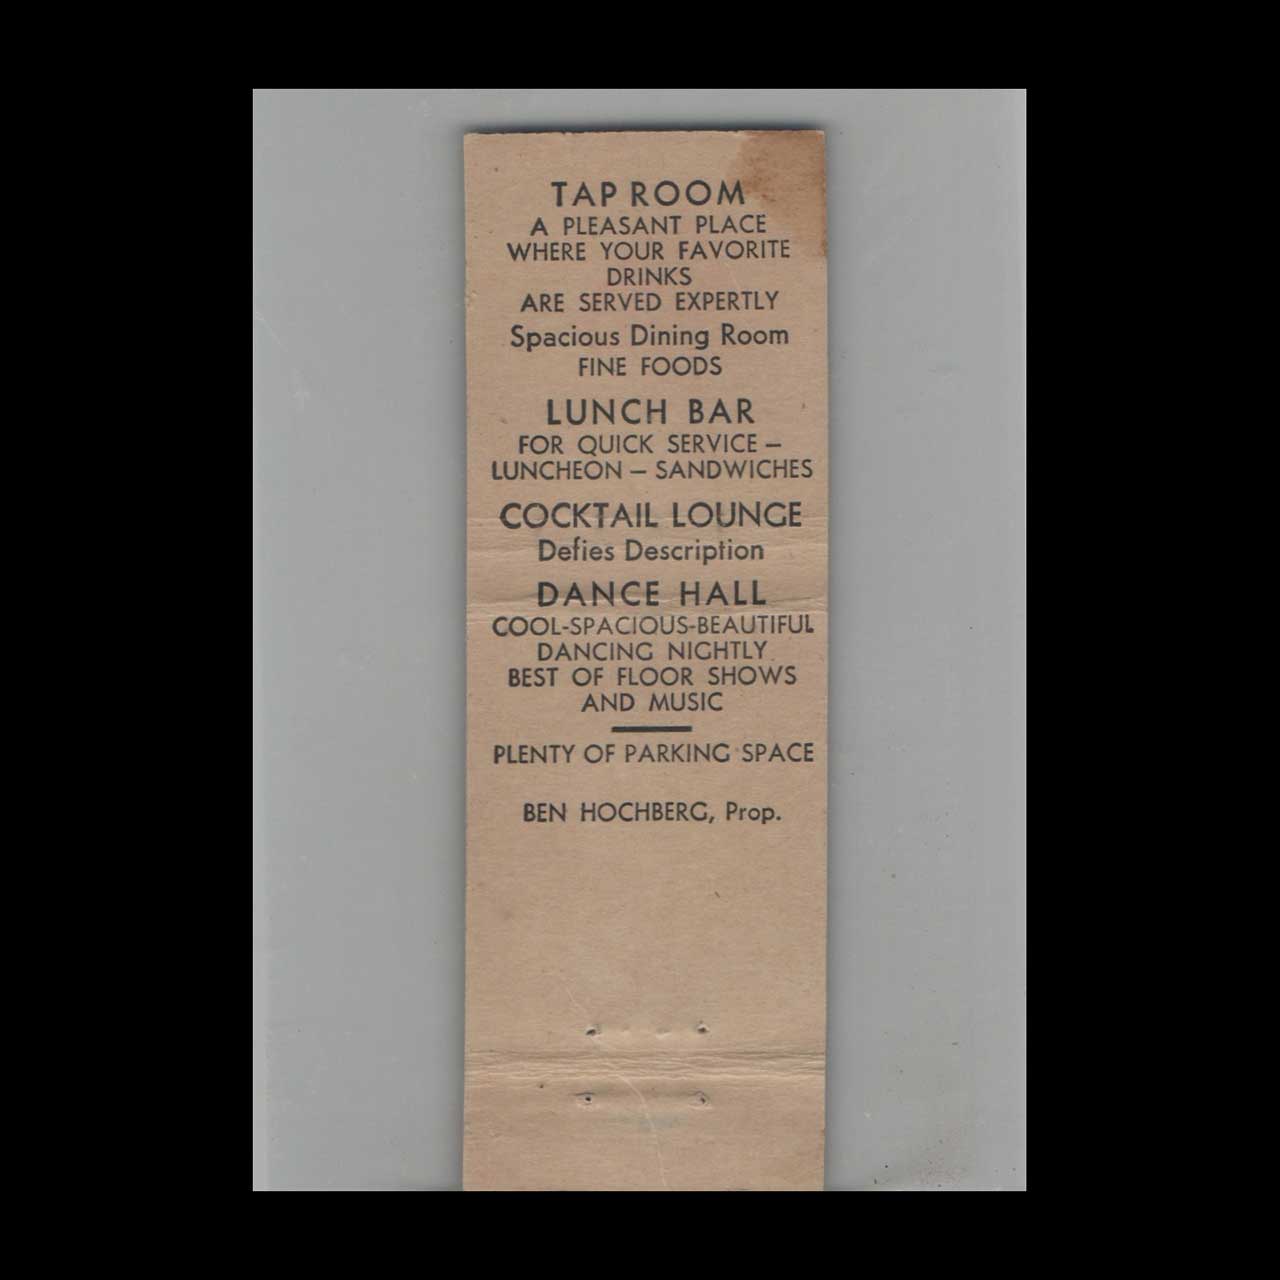 TAP ROOM
A PLEASANT PLACE
WHERE YOUR FAVORITE
DRINKS
ARE SERVED EXPERTLY
Spacious Dining Room
FINE FOODS
LUNCH BAR
FOR QUICK SERVICE –
LUNCHEON – SANDWICHES
COCKTAIL LOUNGE
Defies Description
DANCE HALL
COOL-SPACIOUS-BEAUTIFUL
DANCING NIGHTLY
BEST OF FLOOR SHOWS
AND MUSIC
PLENTY OF PARKING SPACE
BEN HOCHBERG, Prop.